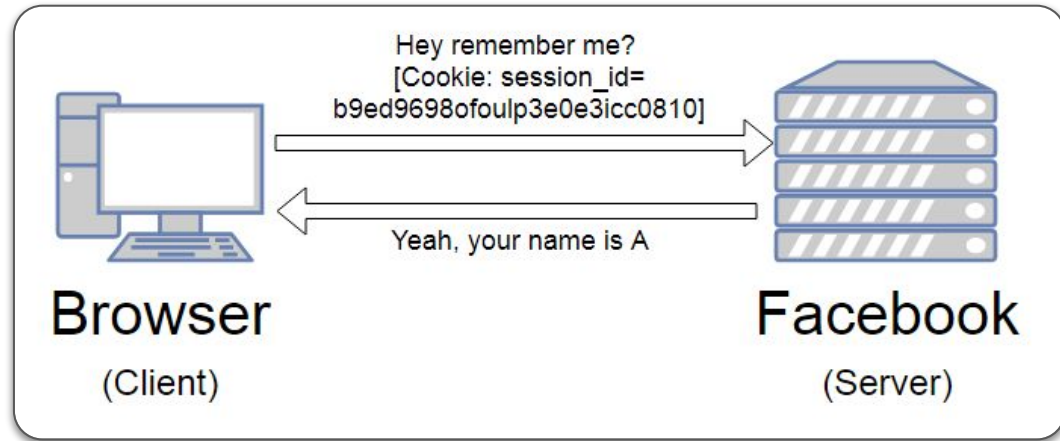 Hey remember me?
[Cookie: session_id=
b9ed9698ofoulp3e0e3icc0810]
Yeah, your name is A
Browser
(Client)
Facebook
(Server)